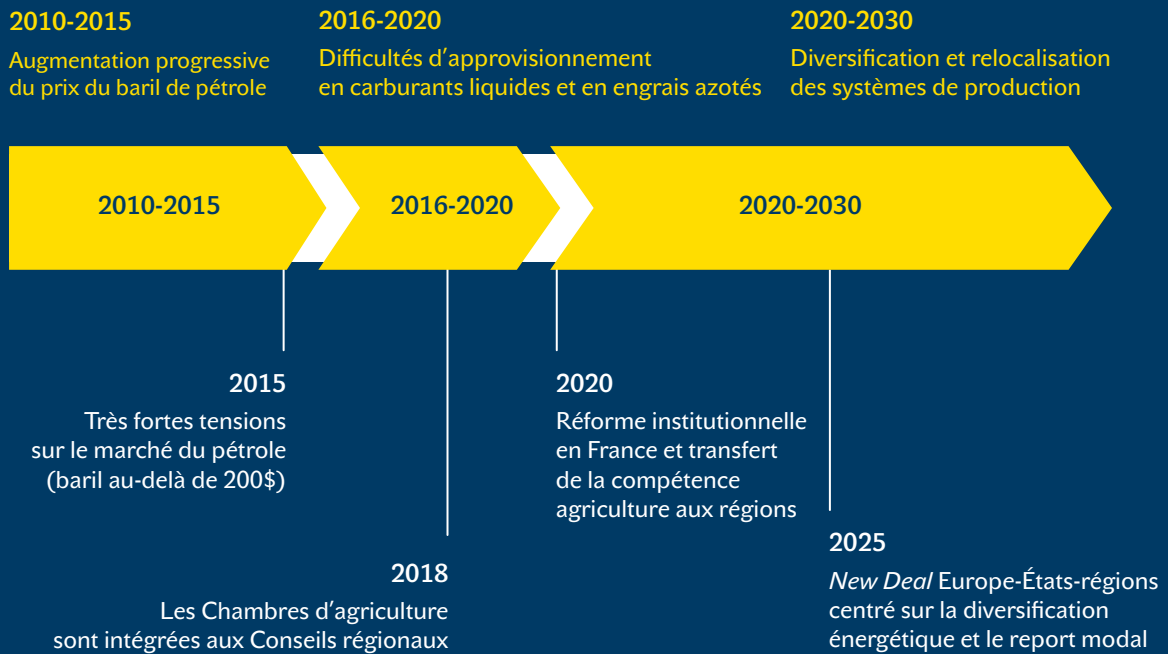 2010-2015
Augmentation progressive
du prix du baril de pétrole
2016-2020
Difficultés d’approvisionnement
en carburants liquides et en engrais azotés
2020-2030
Diversification et relocalisation
des systèmes de production
2010-2015
2016-2020
2020-2030
2015
Très fortes tensions
sur le marché du pétrole
(baril au-delà de 200$)
2018
Les Chambres d’agriculture
sont intégrées aux Conseils régionaux
2020
Réforme institutionnelle
en France et transfert
de la compétence
agriculture aux régions
2025
New Deal Europe-États-régions
centré sur la diversification
énergétique et le report modal